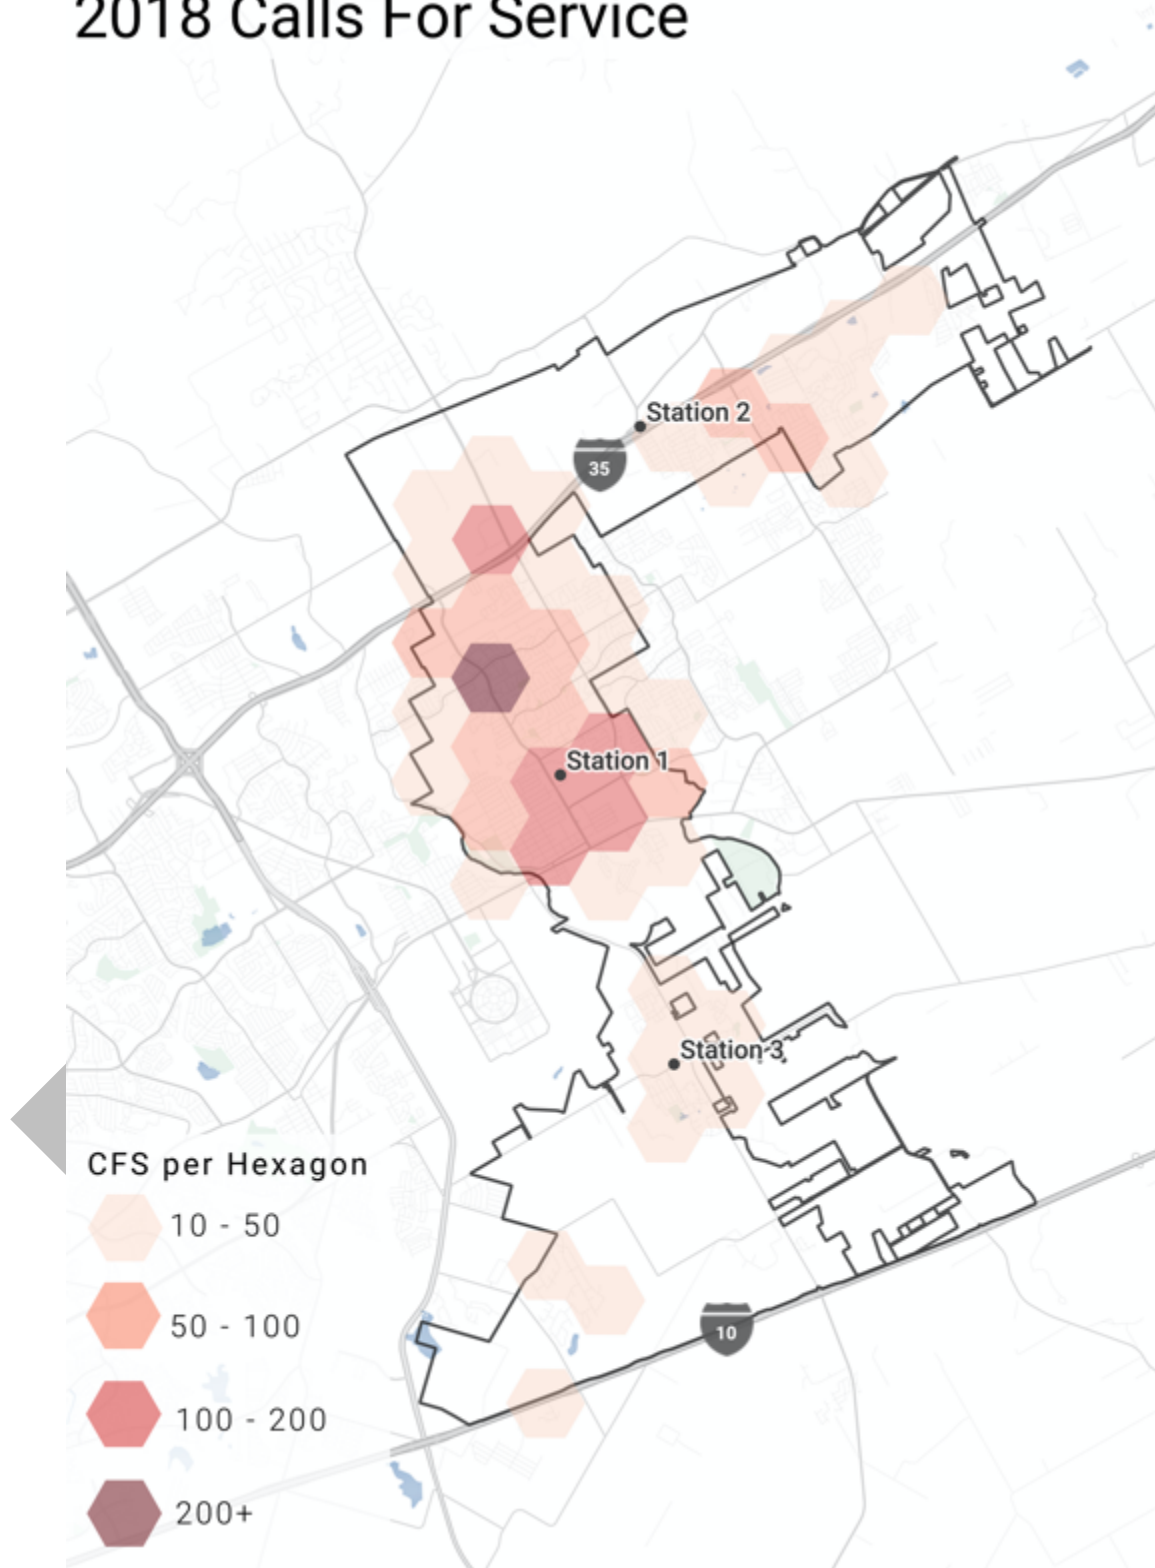 2018 Calls For Service
Station 2
35
Station 1
Station 3
CFS per Hexagon
10 - 50
50 - 100
10
100 - 200
200+